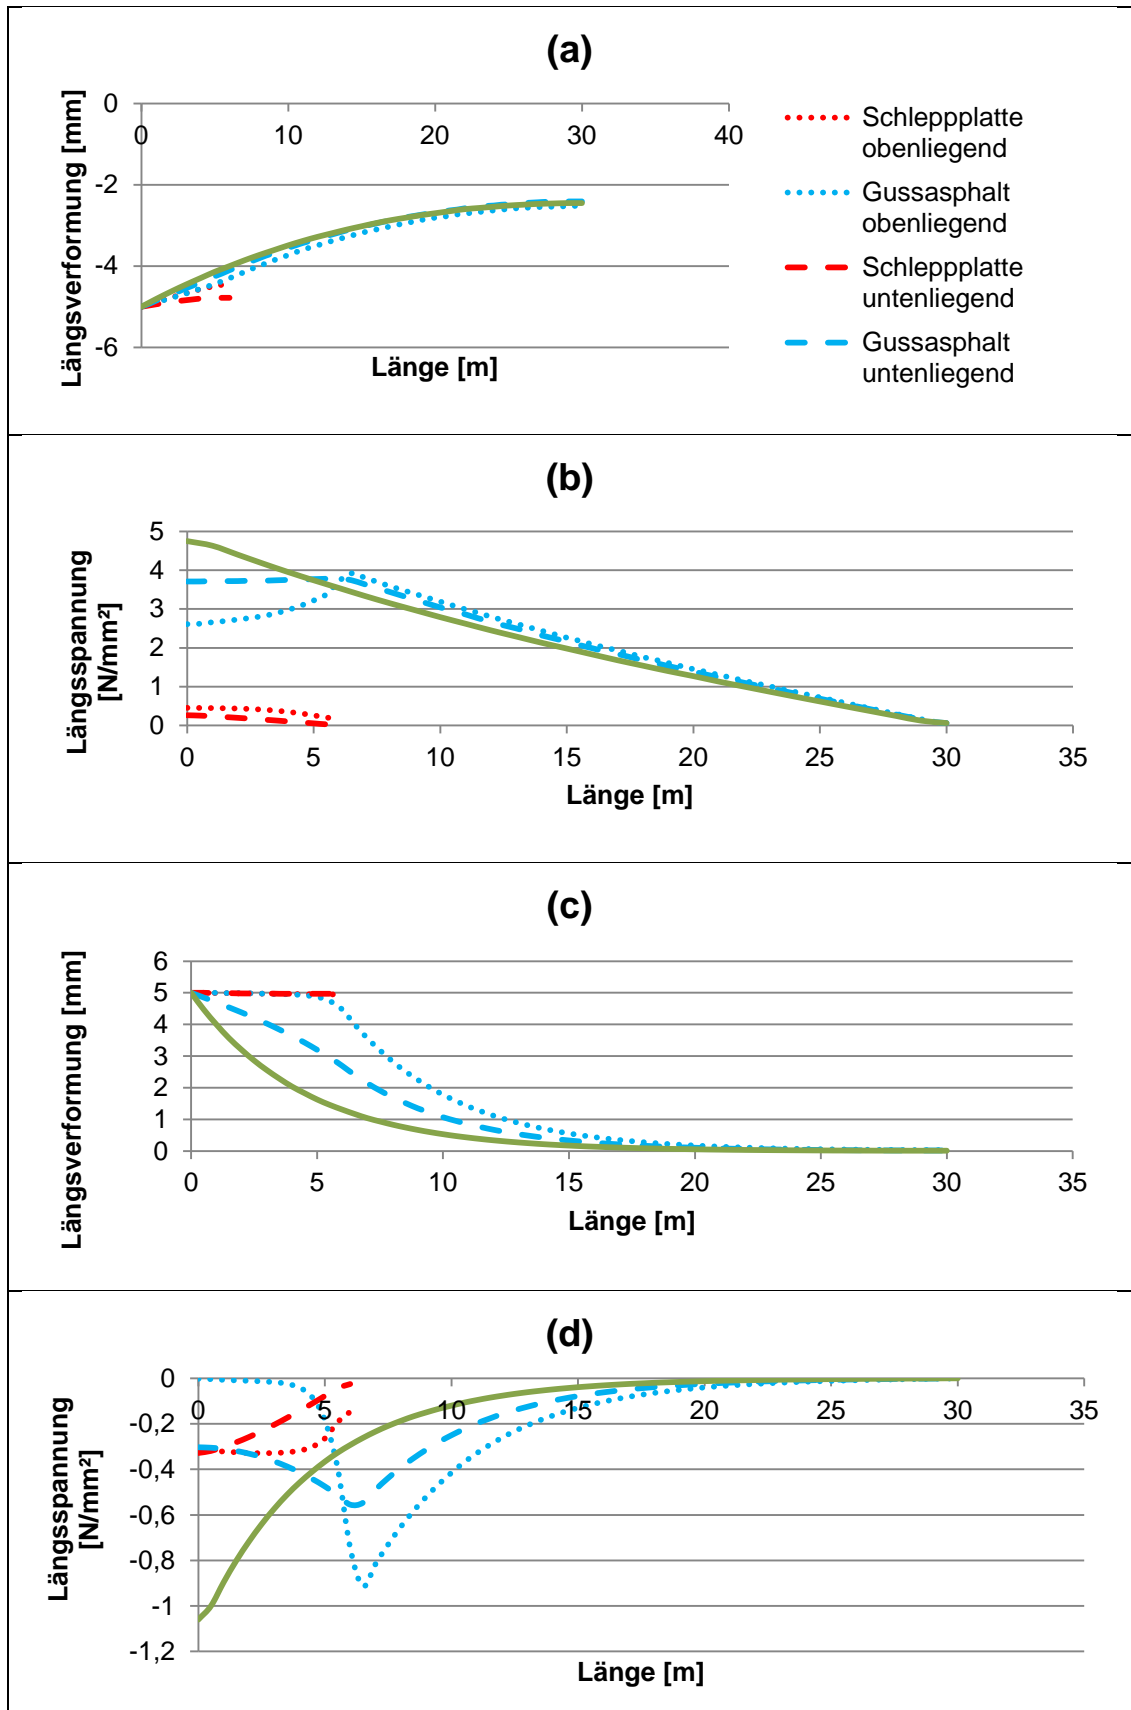 (a)
Längsverformung [mm]
0
-2
-4
-6
0 10 20 30 40
Länge [m]
Schleppplatte
obenliegend
Gussasphalt
obenliegend
Schleppplatte
untenliegend
Gussasphalt
untenliegend
(b)
Längsspannung
[N/mm²]
5
4
3
2
1
0
0 5 10 15 20 25 30 35
Länge [m]
(c)
Längsverformung [mm]
6
5
4
3
2
1
0
0 5 10 15 20 25 30 35
Länge [m]
(d)
Längsspannung
[N/mm²]
0
-0,2
-0,4
-0,6
-0,8
-1
-1,2
0 5 10 15 20 25 30 35
Länge [m]